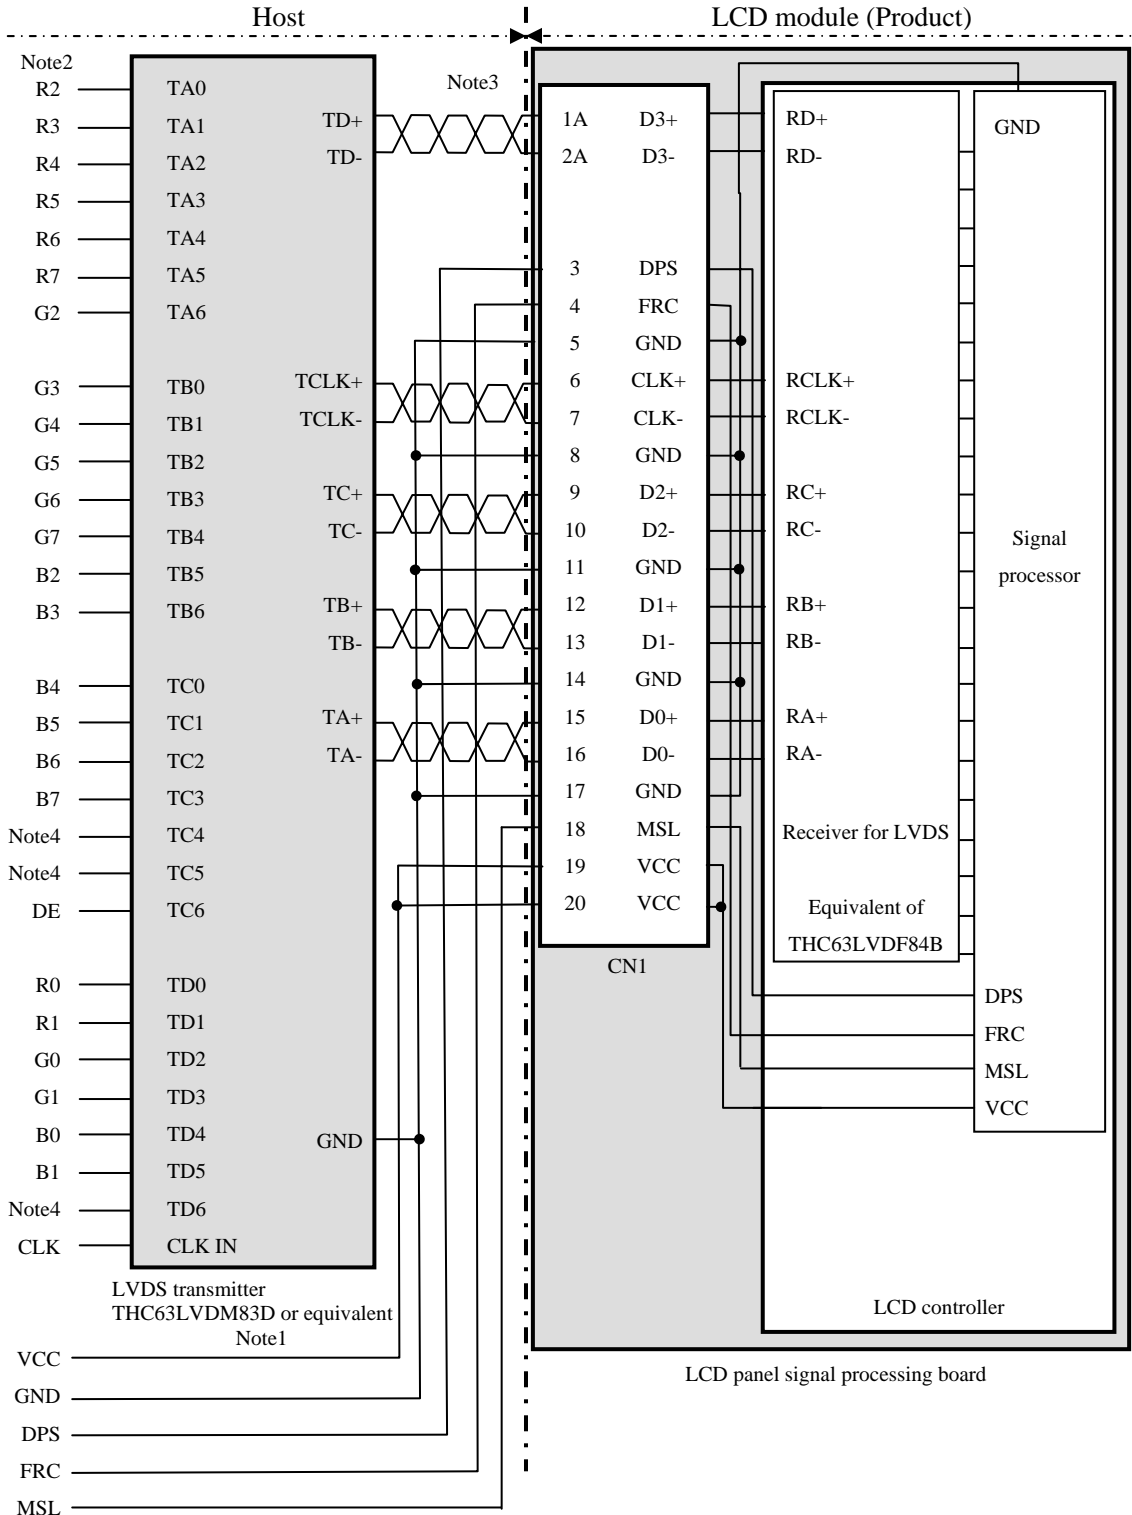 Host
LCD module (Product)
Note2
R2
R3
R4
R5
R6
R7
G2
G3
G4
G5
G6
G7
B2
B3
B4
B5
B6
B7
Note4
Note4
DE
R0
R1
G0
G1
B0
B1
Note4
CLK
TA0
TA1
TA2
TA3
TA4
TA5
TA6
TB0
TB1
TB2
TB3
TB4
TB5
TB6
TC0
TC1
TC2
TC3
TC4
TC5
TC6
TD0
TD1
TD2
TD3
TD4
TD5
TD6
CLK IN
TD+
TD-
TCLK+
TCLK-
TC+
TC-
TB+
TB-
TA+
TA-
GND
LVDS transmitter
THC63LVDM83D or equivalent
Note1
VCC
GND
DPS
FRC
MSL
Note3
1A D3+
2A D3-
3 DPS
4 FRC
5 GND
6 CLK+
7 CLK-
8 GND
9 D2+
10 D2-
11 GND
12 D1+
13 D1-
14 GND
15 D0+
16 D0-
17 GND
18 MSL
19 VCC
20 VCC
CN1
RD+
RD-
RCLK+
RCLK-
RC+
RC-
RB+
RB-
RA+
RA-
Receiver for LVDS
Equivalent of
THC63LVDF84B
GND
Signal
processor
DPS
FRC
MSL
VCC
LCD controller
LCD panel signal processing board